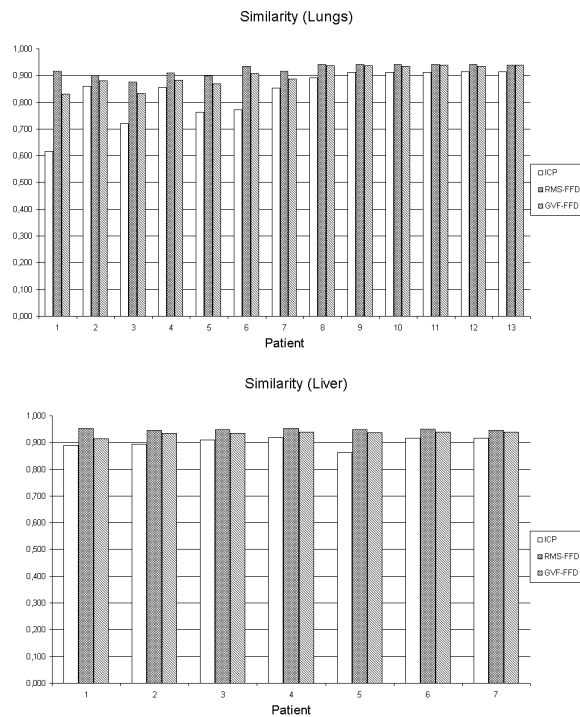 Similarity (Lungs)
1,000
0,900
0,800
0,700
0,600
0,500
0,400
0,300
0,200
0,100
0,000
1 2 3 4 5 6 7 8 9 10 11 12 13
Patient
ICP
RMS-FFD
GVF-FFD
Similarity (Liver)
1,000
0,900
0,800
0,700
0,600
0,500
0,400
0,300
0,200
0,100
0,000
1 2 3 4 5 6 7
Patient
ICP
RMS-FFD
GVF-FFD